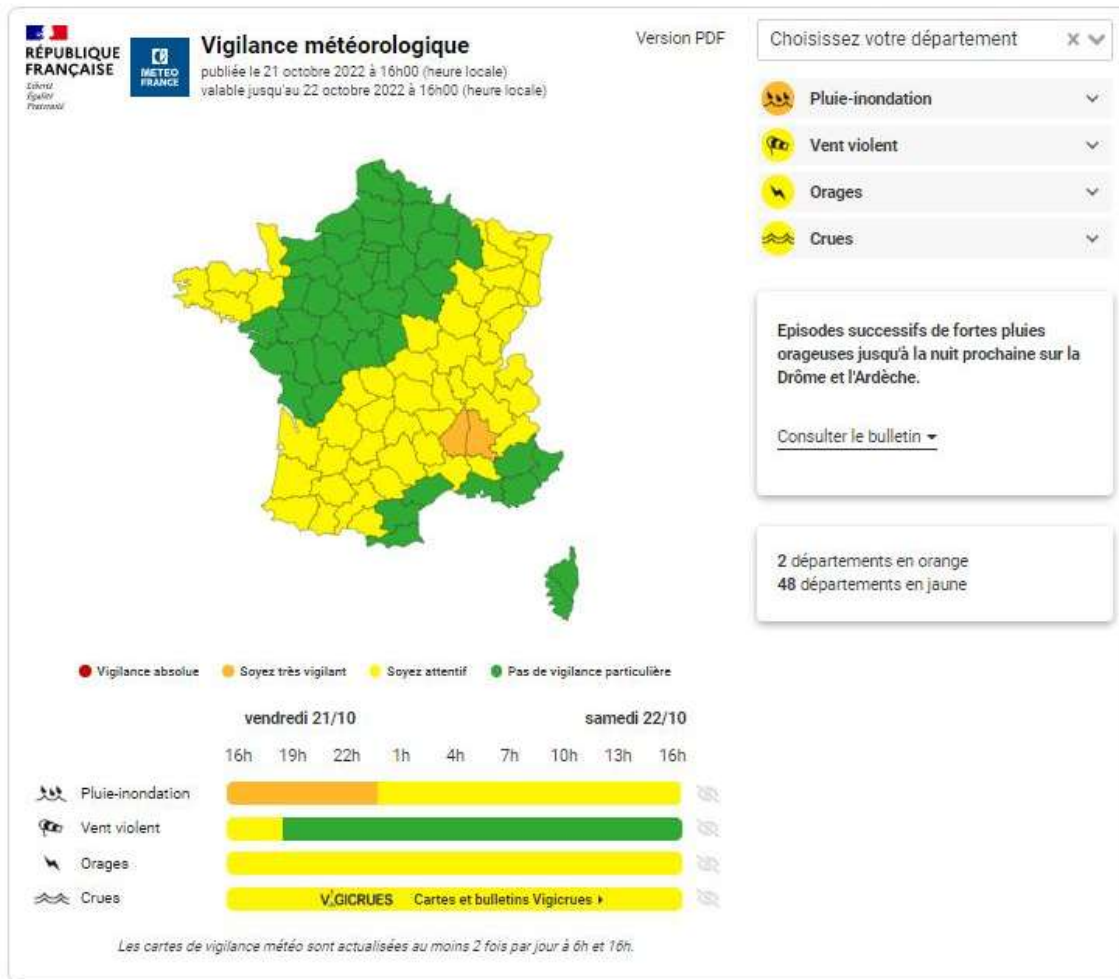 RÉPUBLIQUE
FRANÇAISE
Liberté
Égalité
Fraternité
METEO
FRANCE
Vigilance météorologique
publiée le 21 octobre 2022 à 16h00 (heure locale)
valable jusqu'au 22 octobre 2022 à 16h00 (heure locale)
Version PDF
Choisissez votre département
Pluie-inondation
Vent violent
Orages
Crues
Episodes successifs de fortes pluies
orageuses jusqu'à la nuit prochaine sur la
Drôme et l'Ardèche.
Consulter le bulletin
2 départements en orange
48 départements en jaune
Vigilance absolue Soyez très vigilant Soyez attentif Pas de vigilance particulière
vendredi 21/10 samedi 22/10
16h 19h 22h 1h 4h 7h 10h 13h 16h
Pluie-inondation
Vent violent
Orages
Crues VIGICRUES Cartes et bulletins Vigicrues
Les cartes de vigilance météo sont actualisées au moins 2 fois par jour à 6h et 16h.